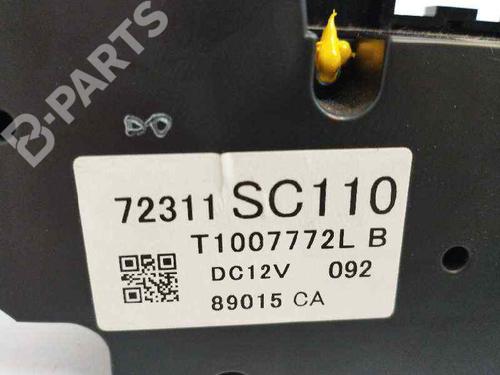 B-PARTS
72311 SC110
T1007772L B
DC12V 092
89015 CA